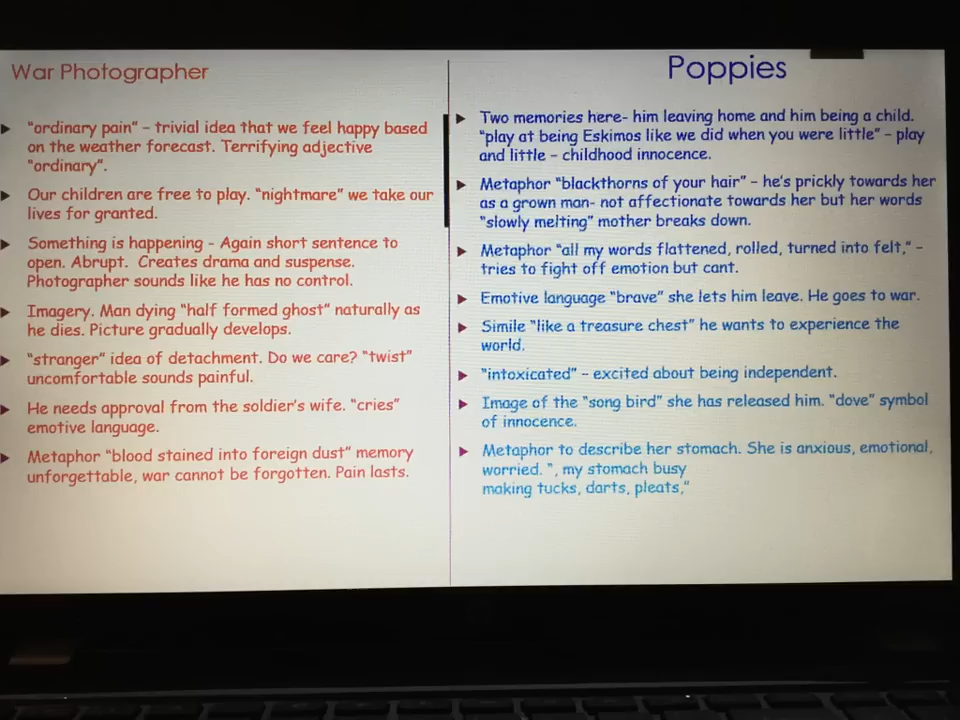 War Photographer
"ordinary pain" – trivial idea that we feel happy based
on the weather forecast. Terrifying adjective
"ordinary".
Our children are free to play. "nightmare" we take our
lives for granted.
Something is happening - Again short sentence to
open. Abrupt. Creates drama and suspense.
Photographer sounds like he has no control.
Imagery. Man dying "half formed ghost" naturally as
he dies. Picture gradually develops.
"stranger" idea of detachment. Do we care? "twist"
uncomfortable sounds painful.
He needs approval from the soldier's wife. "cries"
emotive language.
Metaphor "blood stained into foreign dust" memory
unforgettable, war cannot be forgotten. Pain lasts.
Poppies
Two memories here- him leaving home and him being a child.
"play at being Eskimos like we did when you were little" – play
and little – childhood innocence.
Metaphor "blackthorns of your hair" – he's prickly towards her
as a grown man- not affectionate towards her but her words
"slowly melting" mother breaks down.
Metaphor "all my words flattened, rolled, turned into felt," –
tries to fight off emotion but cant.
Emotive language "brave" she lets him leave. He goes to war.
Simile "like a treasure chest" he wants to experience the
world.
"intoxicated" – excited about being independent.
Image of the "song bird" she has released him. "dove" symbol
of innocence.
Metaphor to describe her stomach. She is anxious, emotional,
worried. ", my stomach busy
making tucks, darts, pleats,"